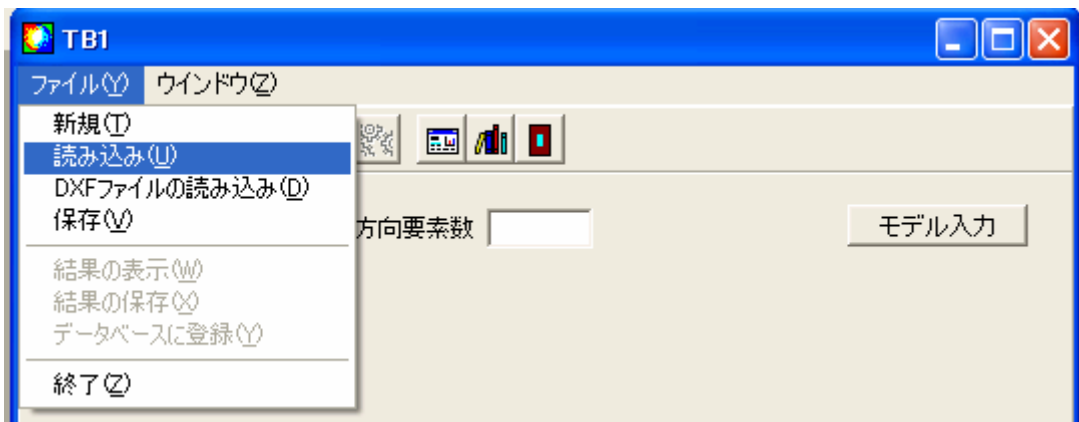 TB1
ファイル(Y) ウインドウ(Z)
新規(T)
読み込み(U)
DXFファイルの読み込み(D)
保存(V)
方向要素数
モデル入力
結果の表示(W)
結果の保存(X)
データベースに登録(Y)
終了(Z)